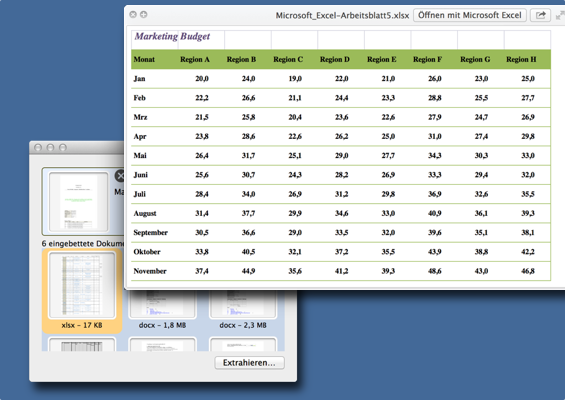 Microsoft_Excel-Arbeitsblatt5.xlsx Öffnen mit Microsoft Excel
Marketing Budget
Monat Region A Region B Region C Region D Region E Region F Region G Region H
Jan 20,0 24,0 19,0 22,0 21,0 26,0 23,0 25,0
Feb 22,2 26,6 21,1 24,4 23,3 28,8 25,5 27,7
Mrz 21,5 25,8 20,4 23,6 22,6 27,9 24,7 26,9
Apr 23,8 28,6 22,6 26,2 25,0 31,0 27,4 29,8
Mai 26,4 31,7 25,1 29,0 27,7 34,3 30,3 33,0
Juni 25,6 30,7 24,3 28,2 26,9 33,3 29,4 32,0
Juli 28,4 34,0 26,9 31,2 29,8 36,9 32,6 35,5
August 31,4 37,7 29,9 34,6 33,0 40,9 36,1 39,3
September 30,5 36,6 29,0 33,5 32,0 39,6 35,1 38,1
Oktober 33,8 40,5 32,1 37,2 35,5 43,9 38,8 42,2
November 37,4 44,9 35,6 41,2 39,3 48,6 43,0 46,8
Ma
6 eingebettete Dokume
xlsx – 17 KB docx – 1,8 MB docx – 2,3 MB
Extrahieren...